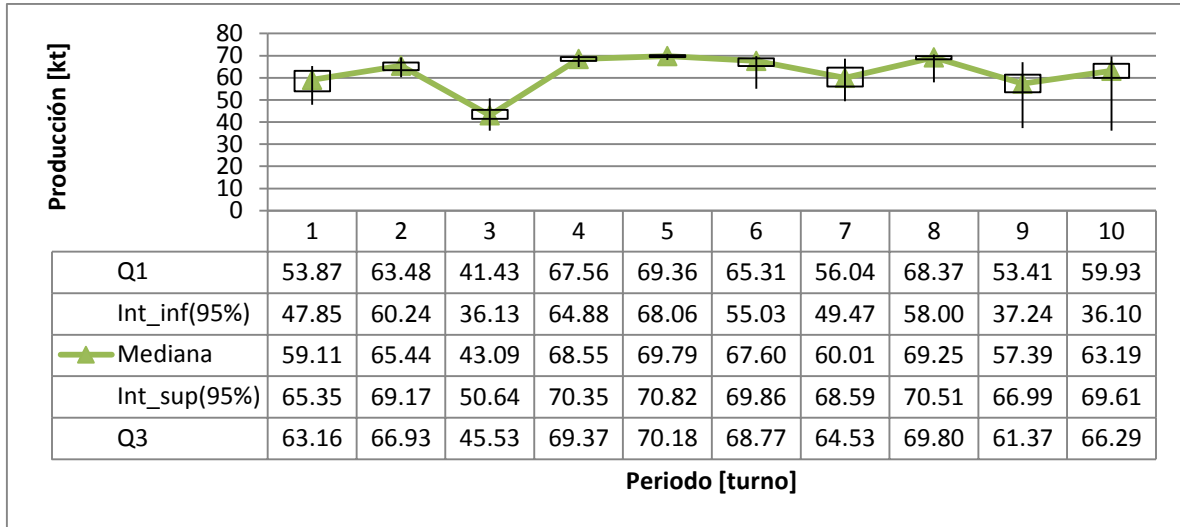 Producción [kt]
80
70
60
50
40
30
20
10
0
1 2 3 4 5 6 7 8 9 10
Q1 53.87 63.48 41.43 67.56 69.36 65.31 56.04 68.37 53.41 59.93
Int_inf(95%) 47.85 60.24 36.13 64.88 68.06 55.03 49.47 58.00 37.24 36.10
Mediana 59.11 65.44 43.09 68.55 69.79 67.60 60.01 69.25 57.39 63.19
Int_sup(95%) 65.35 69.17 50.64 70.35 70.82 69.86 68.59 70.51 66.99 69.61
Q3 63.16 66.93 45.53 69.37 70.18 68.77 64.53 69.80 61.37 66.29
Periodo [turno]